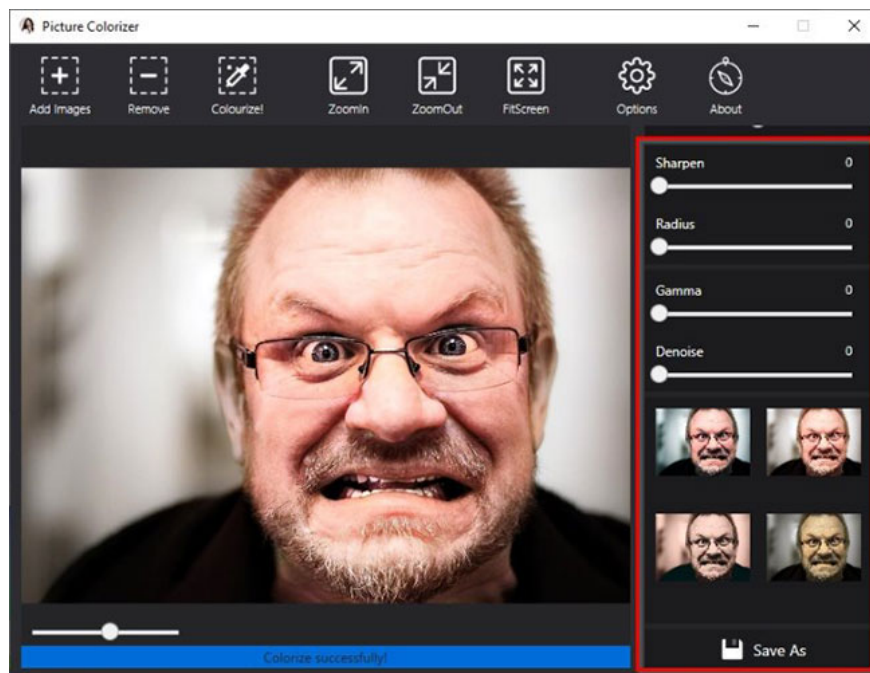 Picture Colorizer
Add Images Remove Colourize! ZoomIn ZoomOut FitScreen Options About
Sharpen 0
Radius 0
Gamma 0
Denoise 0
Save As
Colorize successfully!